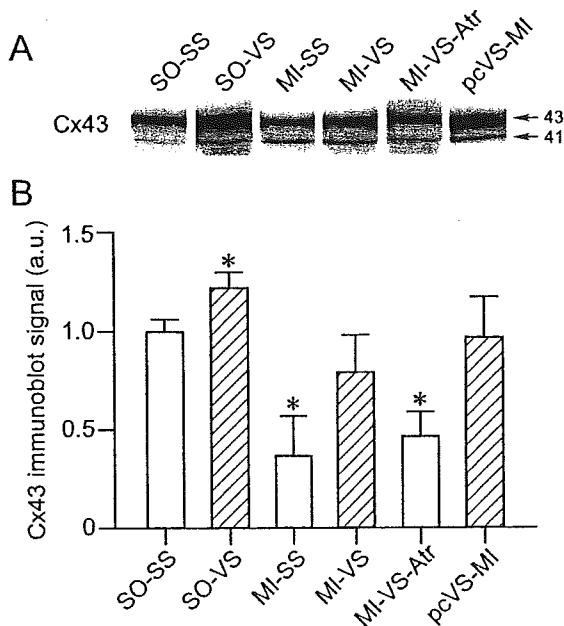 A
SO-SS
SO-VS
MI-SS
MI-VS
MI-VS-Atr
pcVS-MI
Cx43
43
41
B
Cx43 immunoblot signal (a.u.)
1.5
1.0
0.5
0
*
*
*
SO-SS
SO-VS
MI-SS
MI-VS
MI-VS-Atr
pcVS-MI